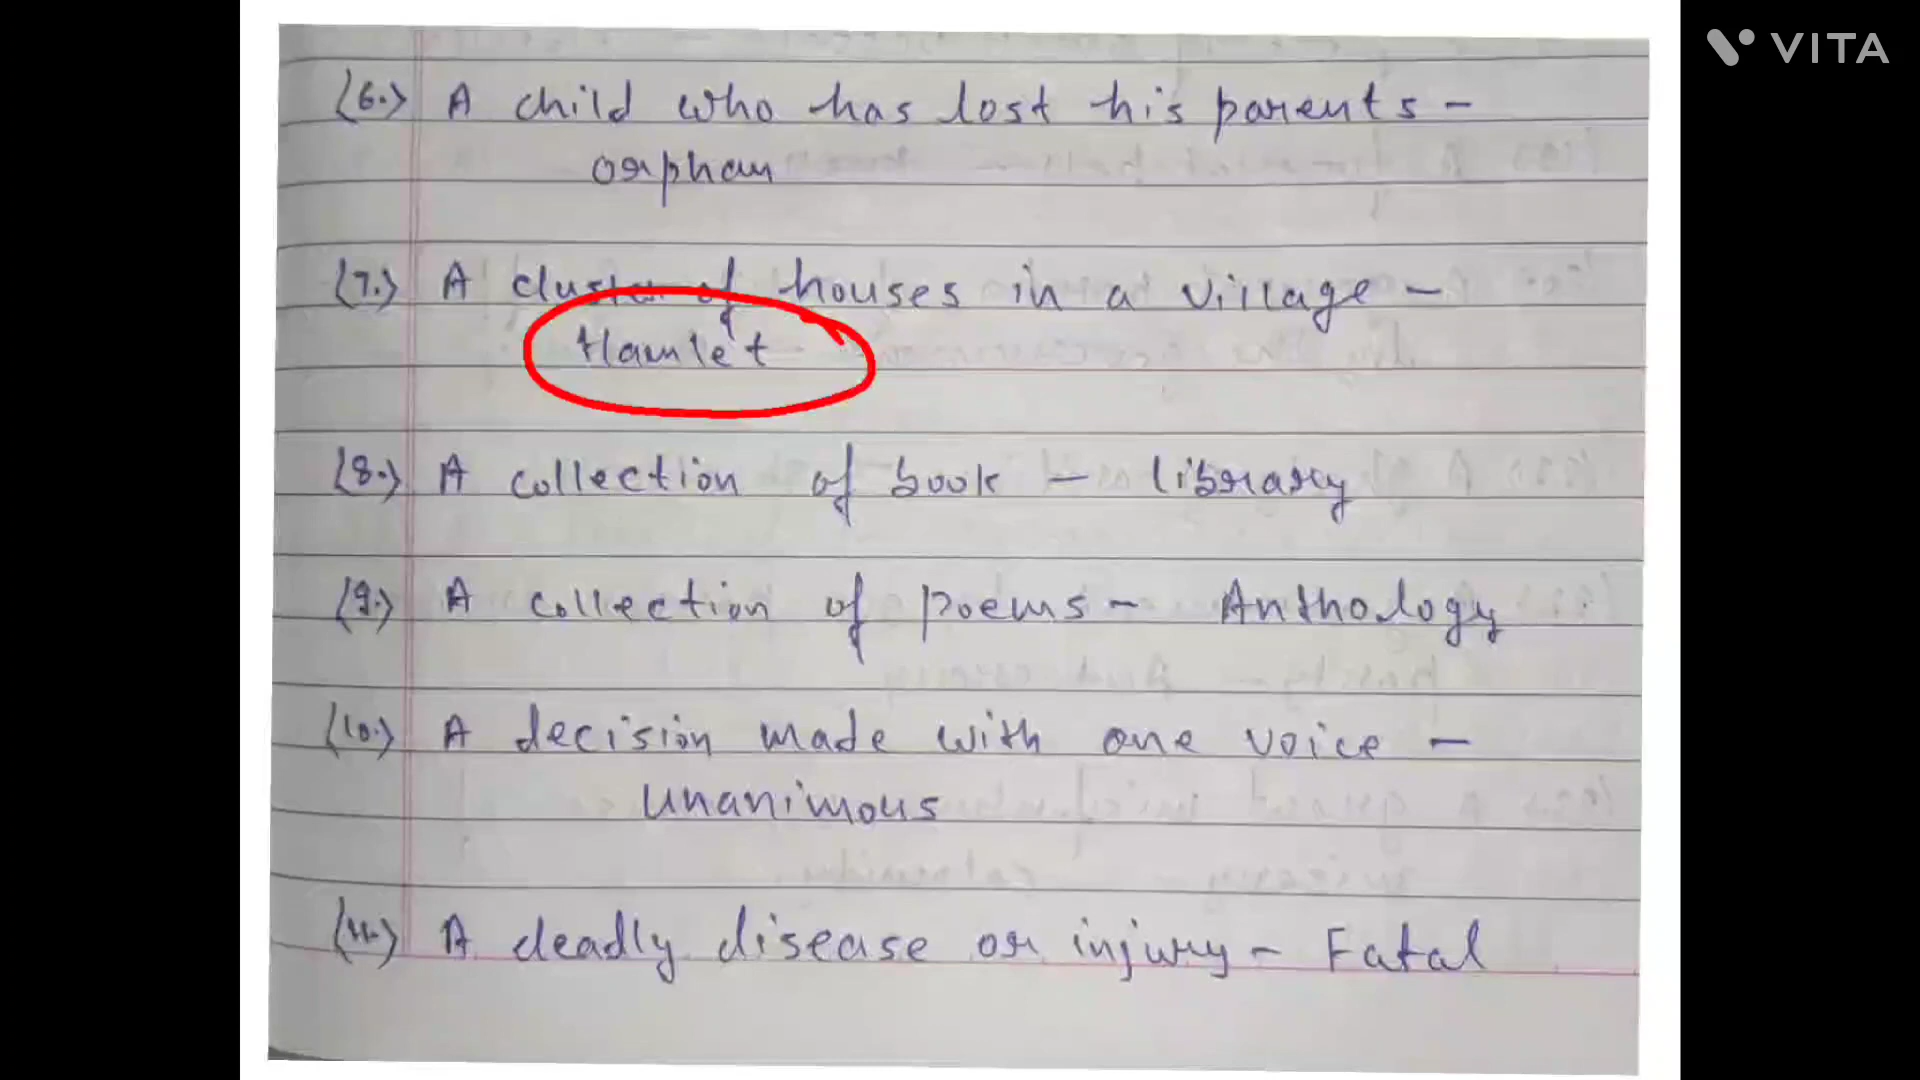 (6.) A child who has lost his parents -
orphan
(7.) A cluster of houses in a village -
Hamlet
(8.) A collection of book - library
(9.) A collection of poems - Anthology
(10.) A decision made with one voice -
unanimous
(11.) A deadly disease or injury - Fatal
VITA